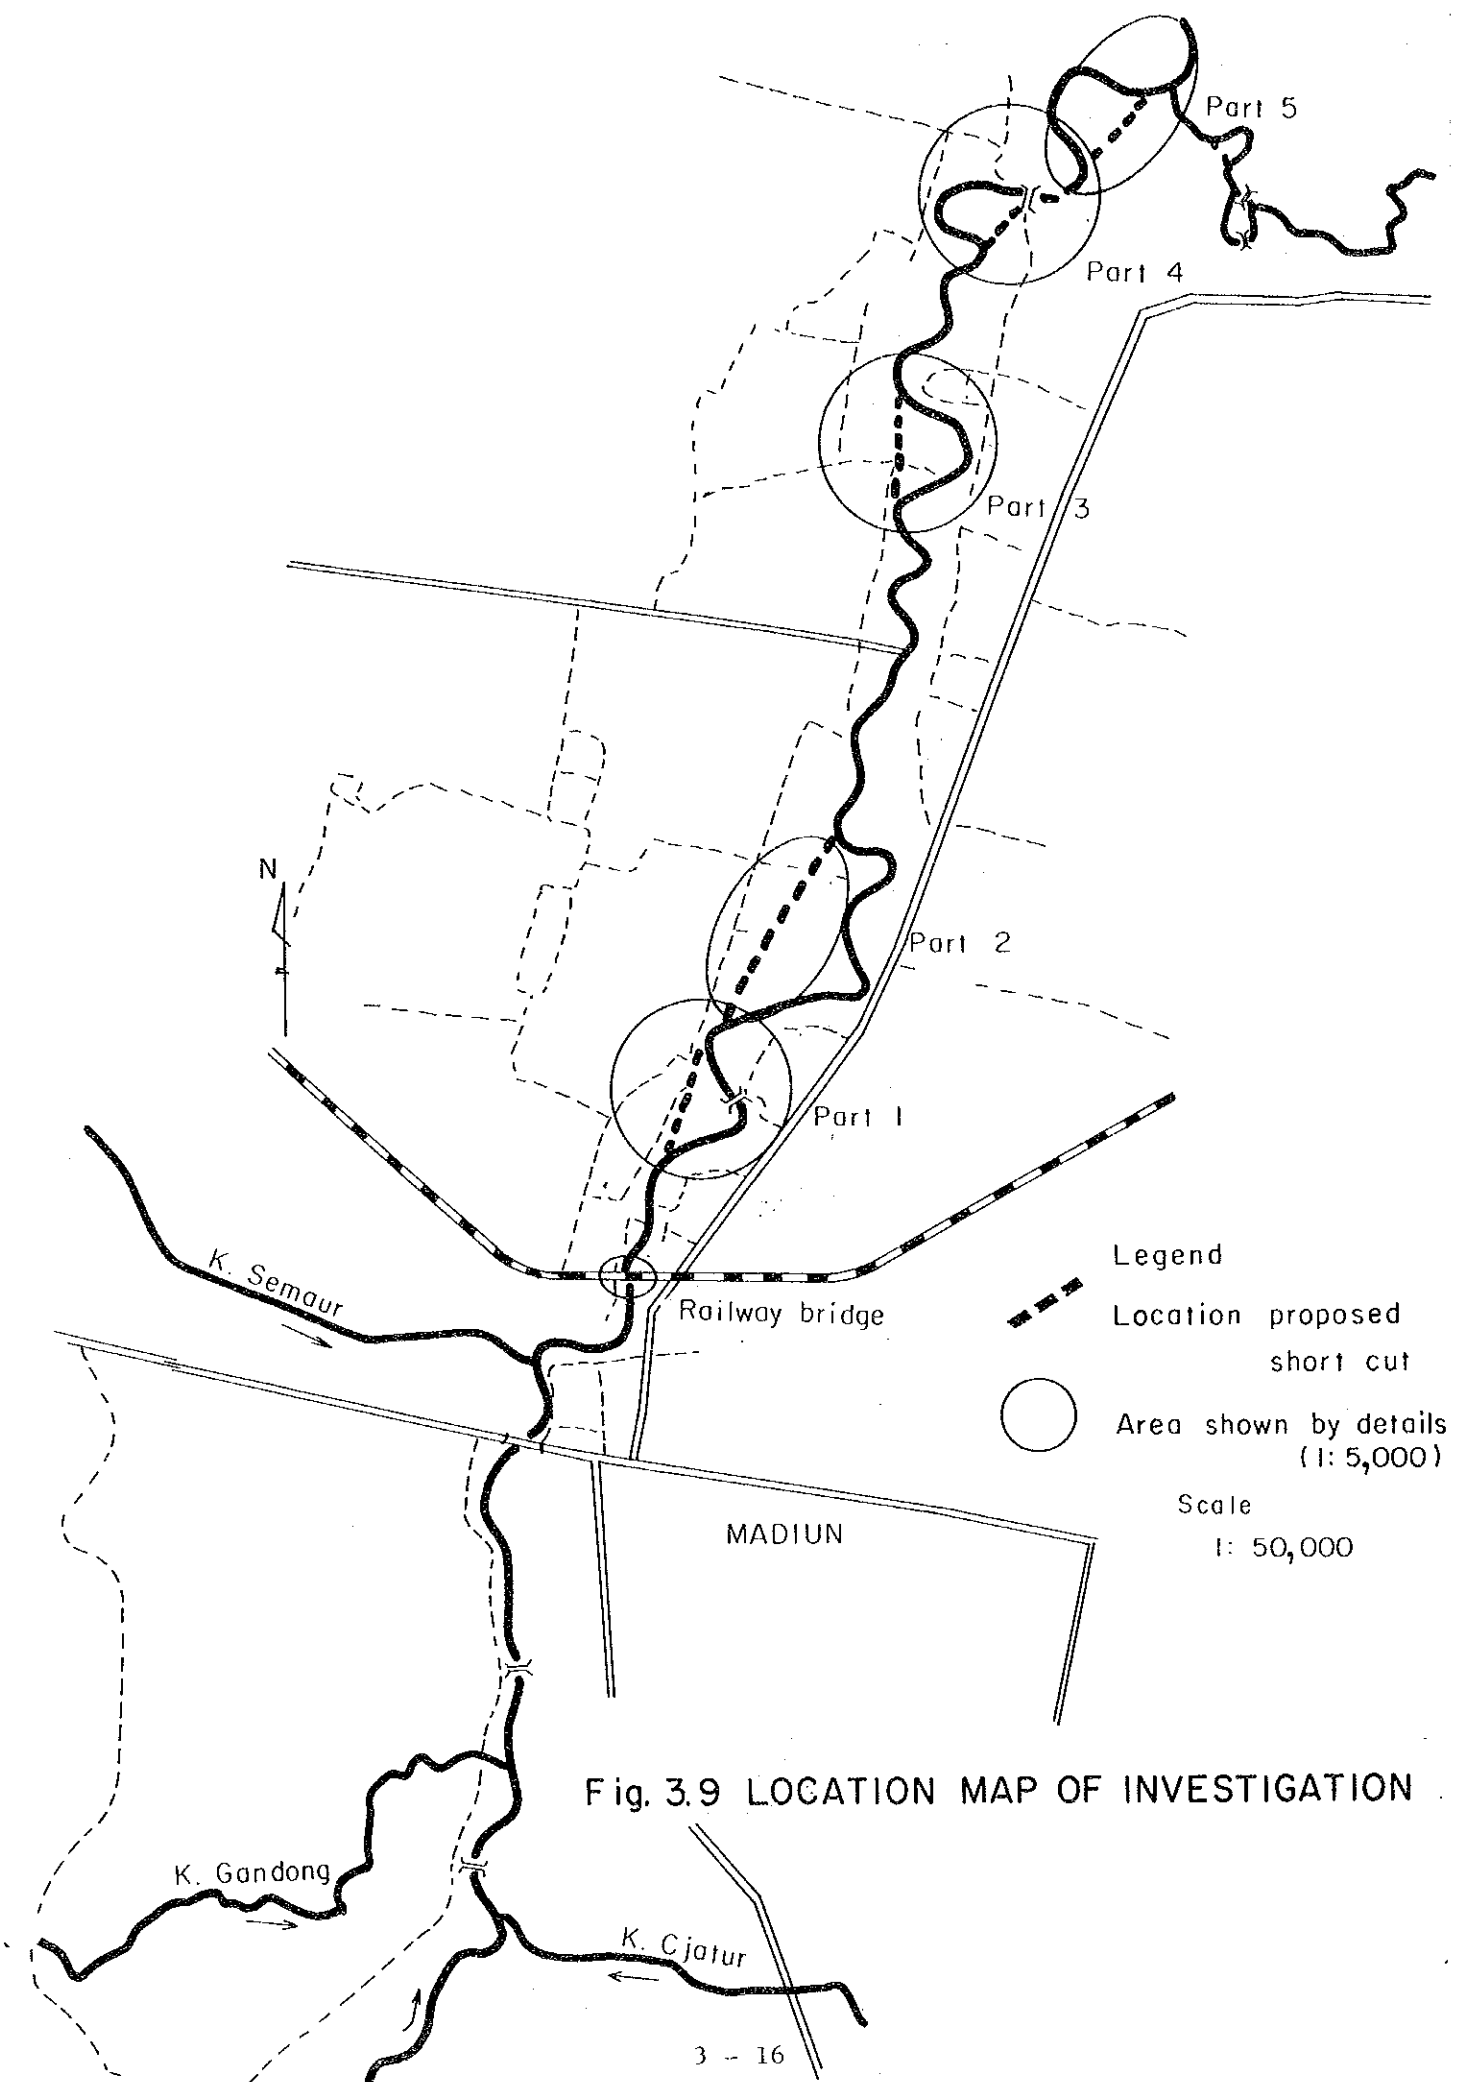 Part 5
Part 4
Part 3
N
Part 2
Part 1
K. Semaur
Railway bridge
Legend
Location proposed
short cut
Area shown by details
(1: 5,000)
Scale
1: 50,000
MADIUN
Fig. 3.9 LOCATION MAP OF INVESTIGATION
K. Gandong
K. Cjatur
3 - 16